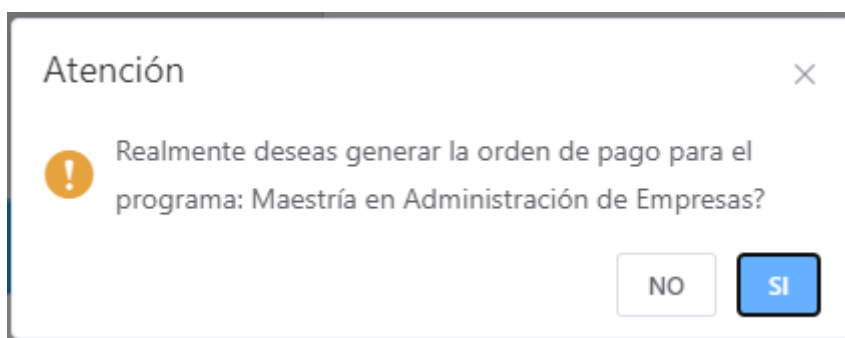 Atención
Realmente deseas generar la orden de pago para el
programa: Maestría en Administración de Empresas?
NO
SI